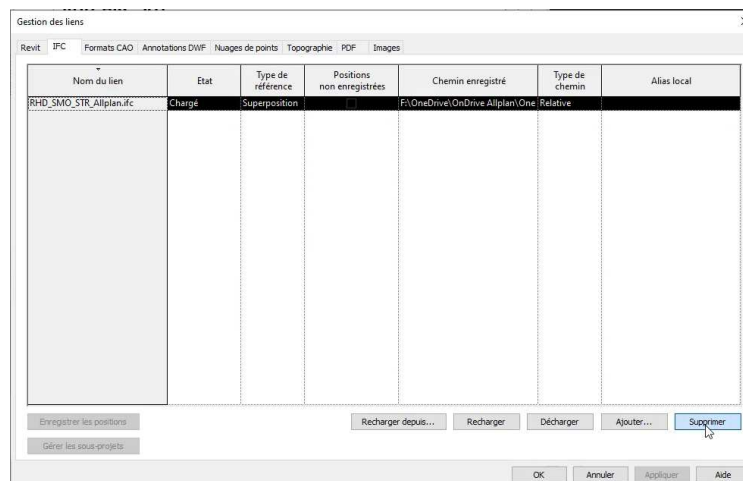 Gestion des liens
Revit IFC Formats CAO Annotations DWF Nuages de points Topographie PDF Images
Nom du lien Etat Type de référence Positions non enregistrées Chemin enregistré Type de chemin Alias local
RHD_SMO_STR_Allplan.ifc Chargé Superposition F:\OneDrive\OnDrive Allplan\One Relative
Enregistrer les positions Recharger depuis... Recharger Décharger Ajouter... Supprimer
Gérer les sous-projets
OK Annuler Appliquer Aide